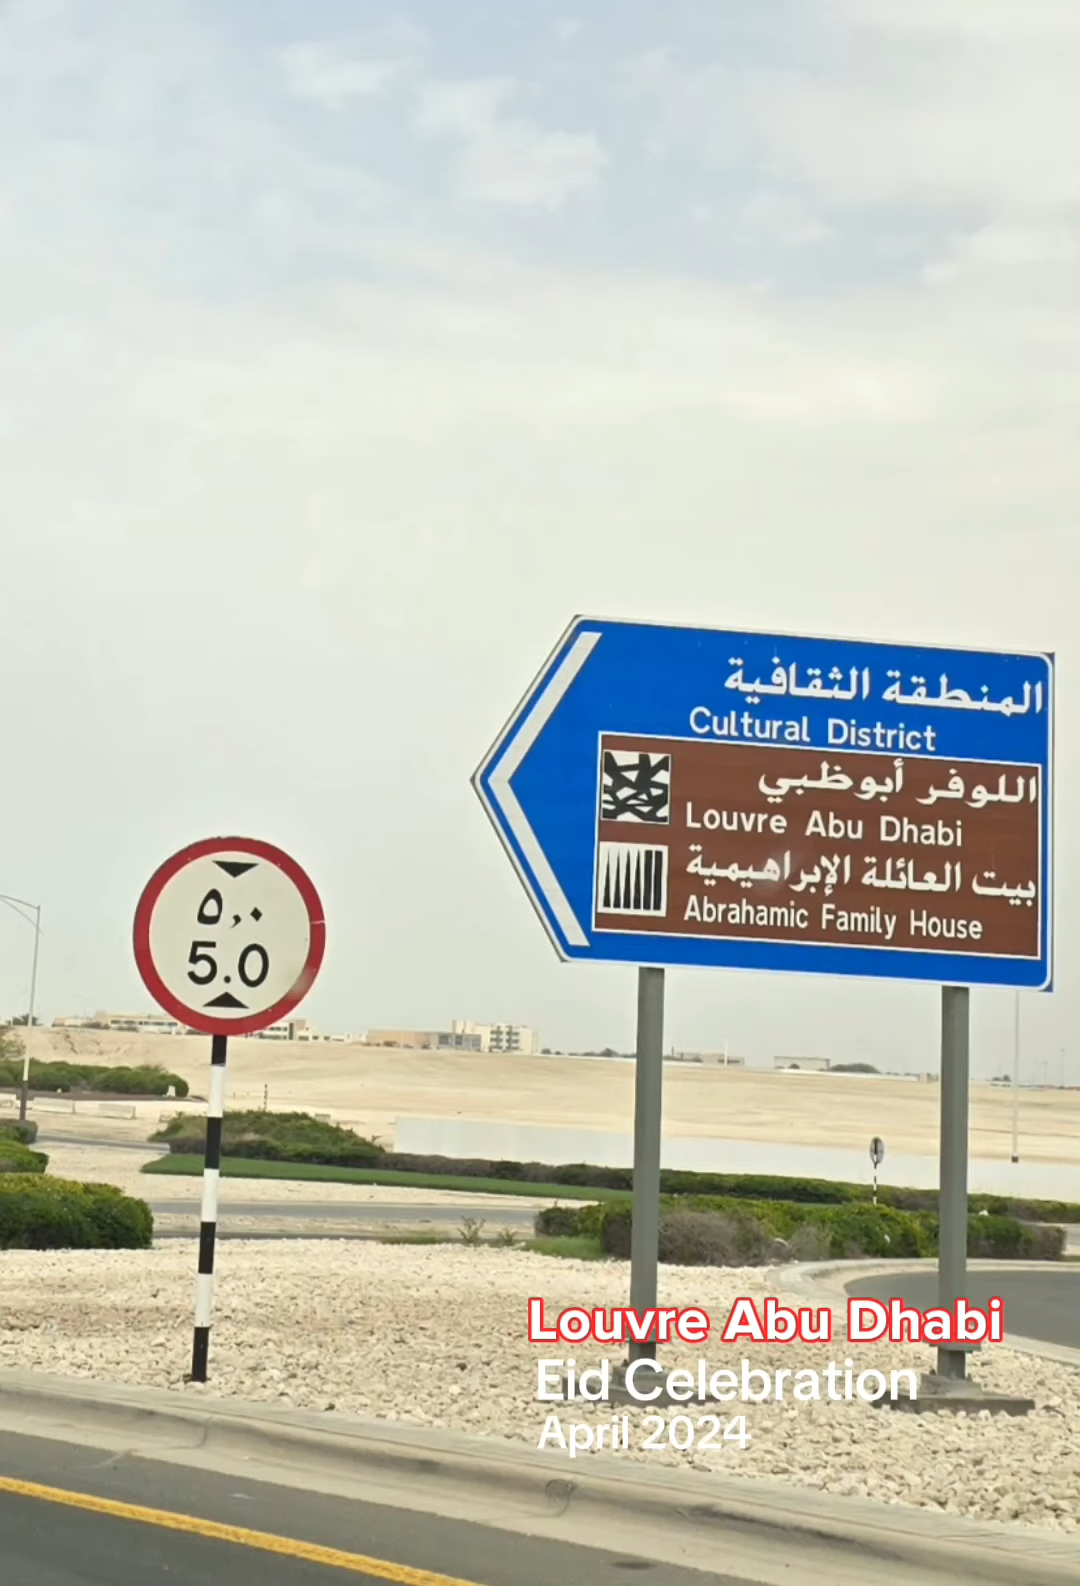 المنطقة الثقافية
Cultural District
اللوفر أبوظبي
Louvre Abu Dhabi
بيت العائلة الإبراهيمية
Abrahamic Family House
٥,٠
5.0
Louvre Abu Dhabi
Eid Celebration
April 2024